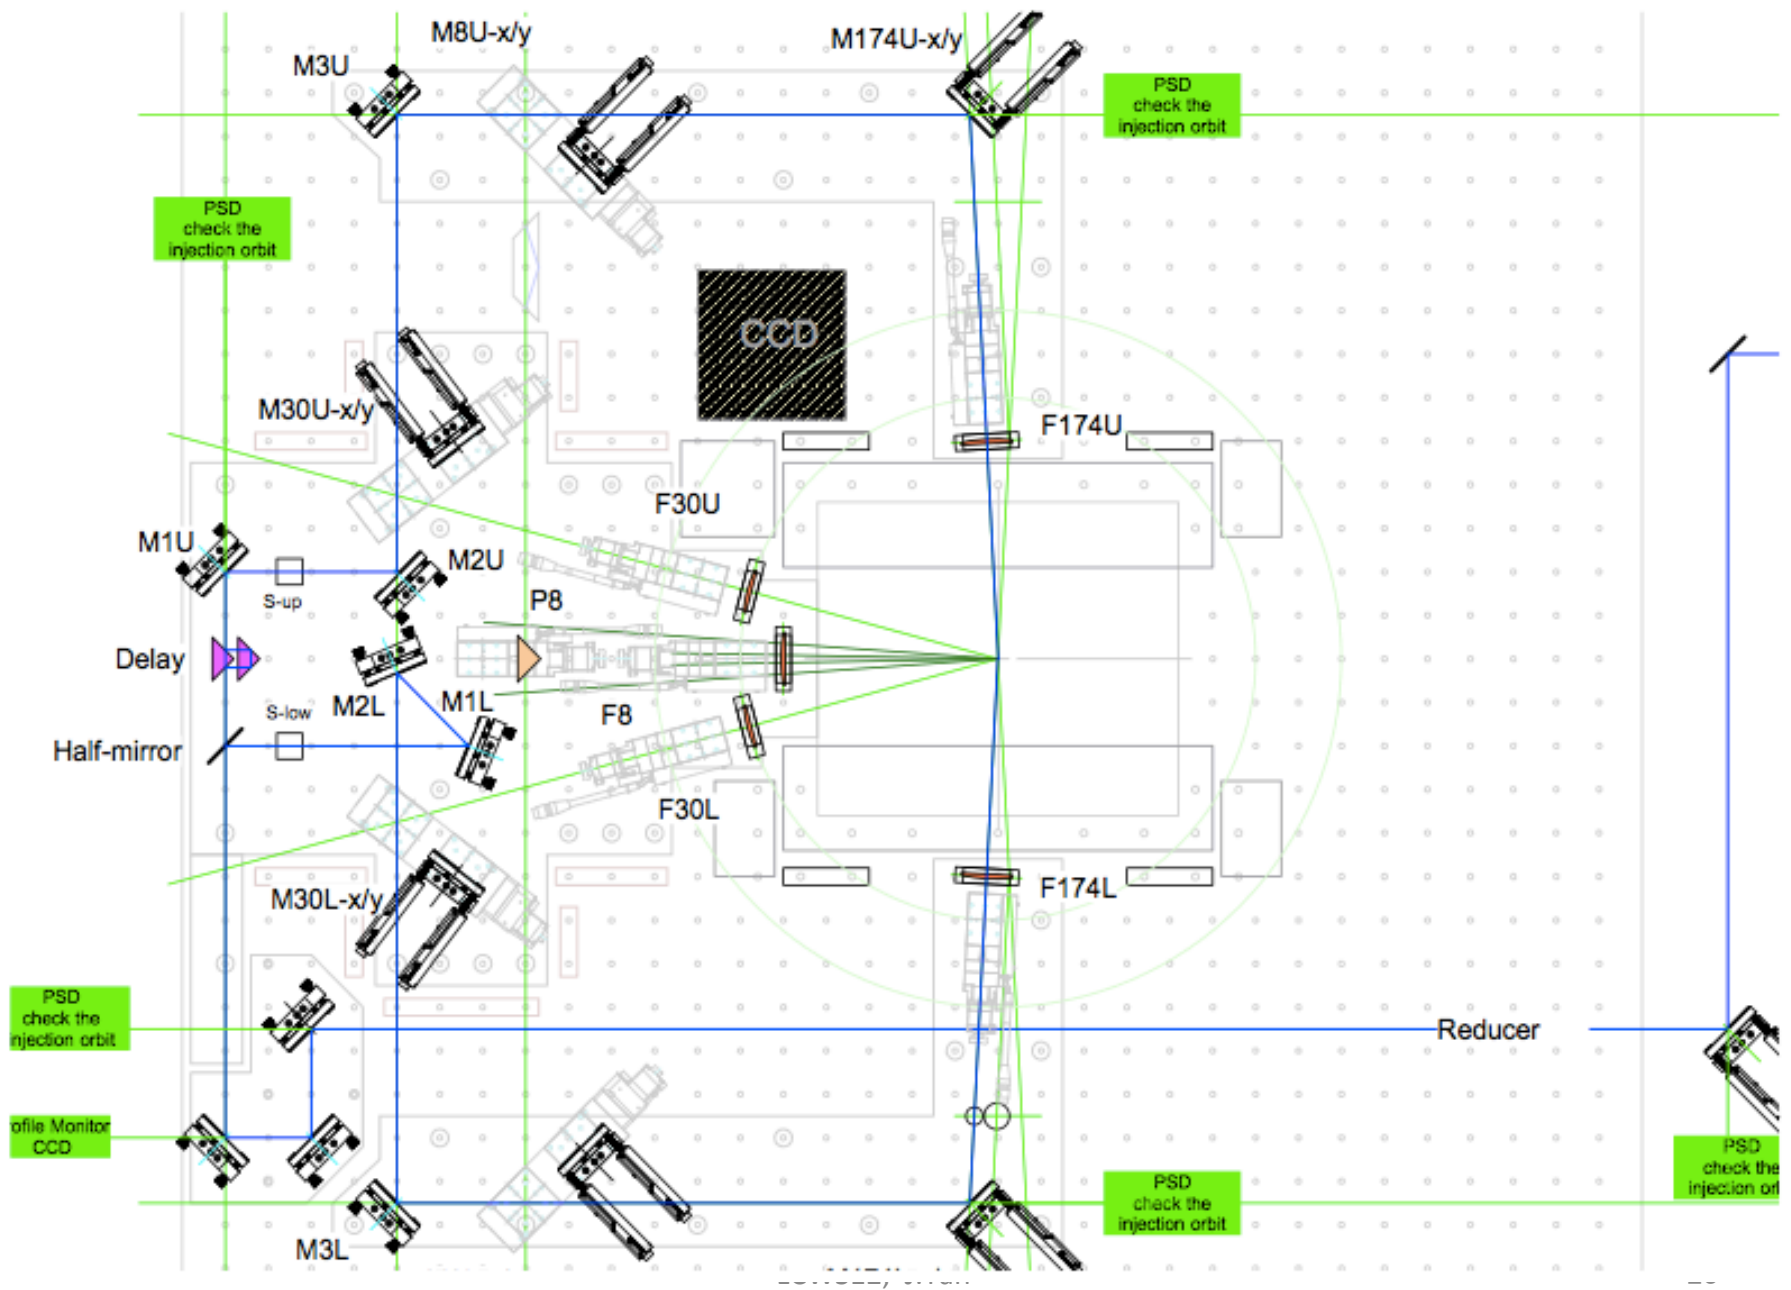 M8U-x/y
M174U-x/y
M3U
PSD
check the
injection orbit
PSD
check the
injection orbit
CCD
M30U-x/y
F174U
F30U
M1U
M2U
S-up
P8
Delay
M2L
M1L
S-low
F8
Half-mirror
F30L
M30L-x/y
F174L
PSD
check the
njection orbit
Reducer
ofile Monitor
CCD
PSD
check the
injection or
PSD
check the
injection orbit
M3L